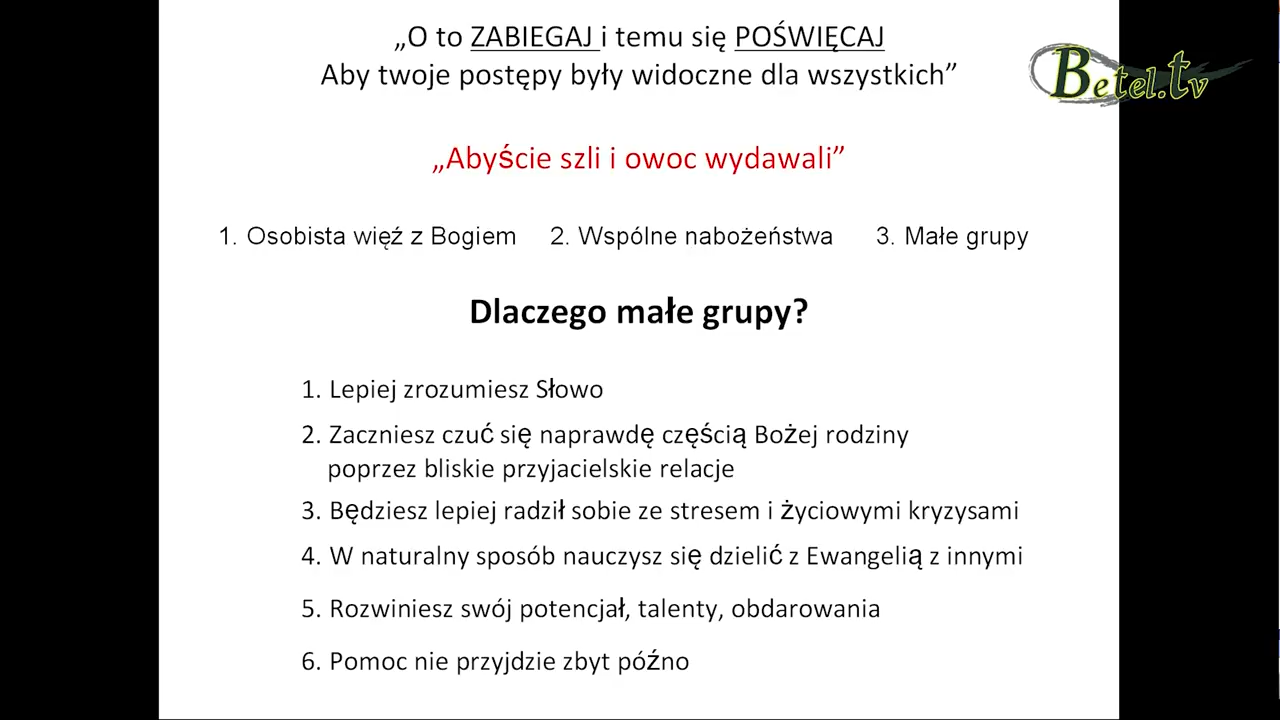 „O to ZABIEGAJ i temu się POŚWIĘCAJ
Aby twoje postępy były widoczne dla wszystkich”
Betel.tv
„Abyście szli i owoc wydawali”
1. Osobista więź z Bogiem 2. Wspólne nabożeństwa 3. Małe grupy
Dlaczego małe grupy?
1. Lepiej zrozumiesz Słowo
2. Zaczniesz czuć się naprawdę częścią Bożej rodziny
poprzez bliskie przyjacielskie relacje
3. Będziesz lepiej radził sobie ze stresem i życiowymi kryzysami
4. W naturalny sposób nauczysz się dzielić z Ewangelią z innymi
5. Rozwiniesz swój potencjał, talenty, obdarowania
6. Pomoc nie przyjdzie zbyt późno